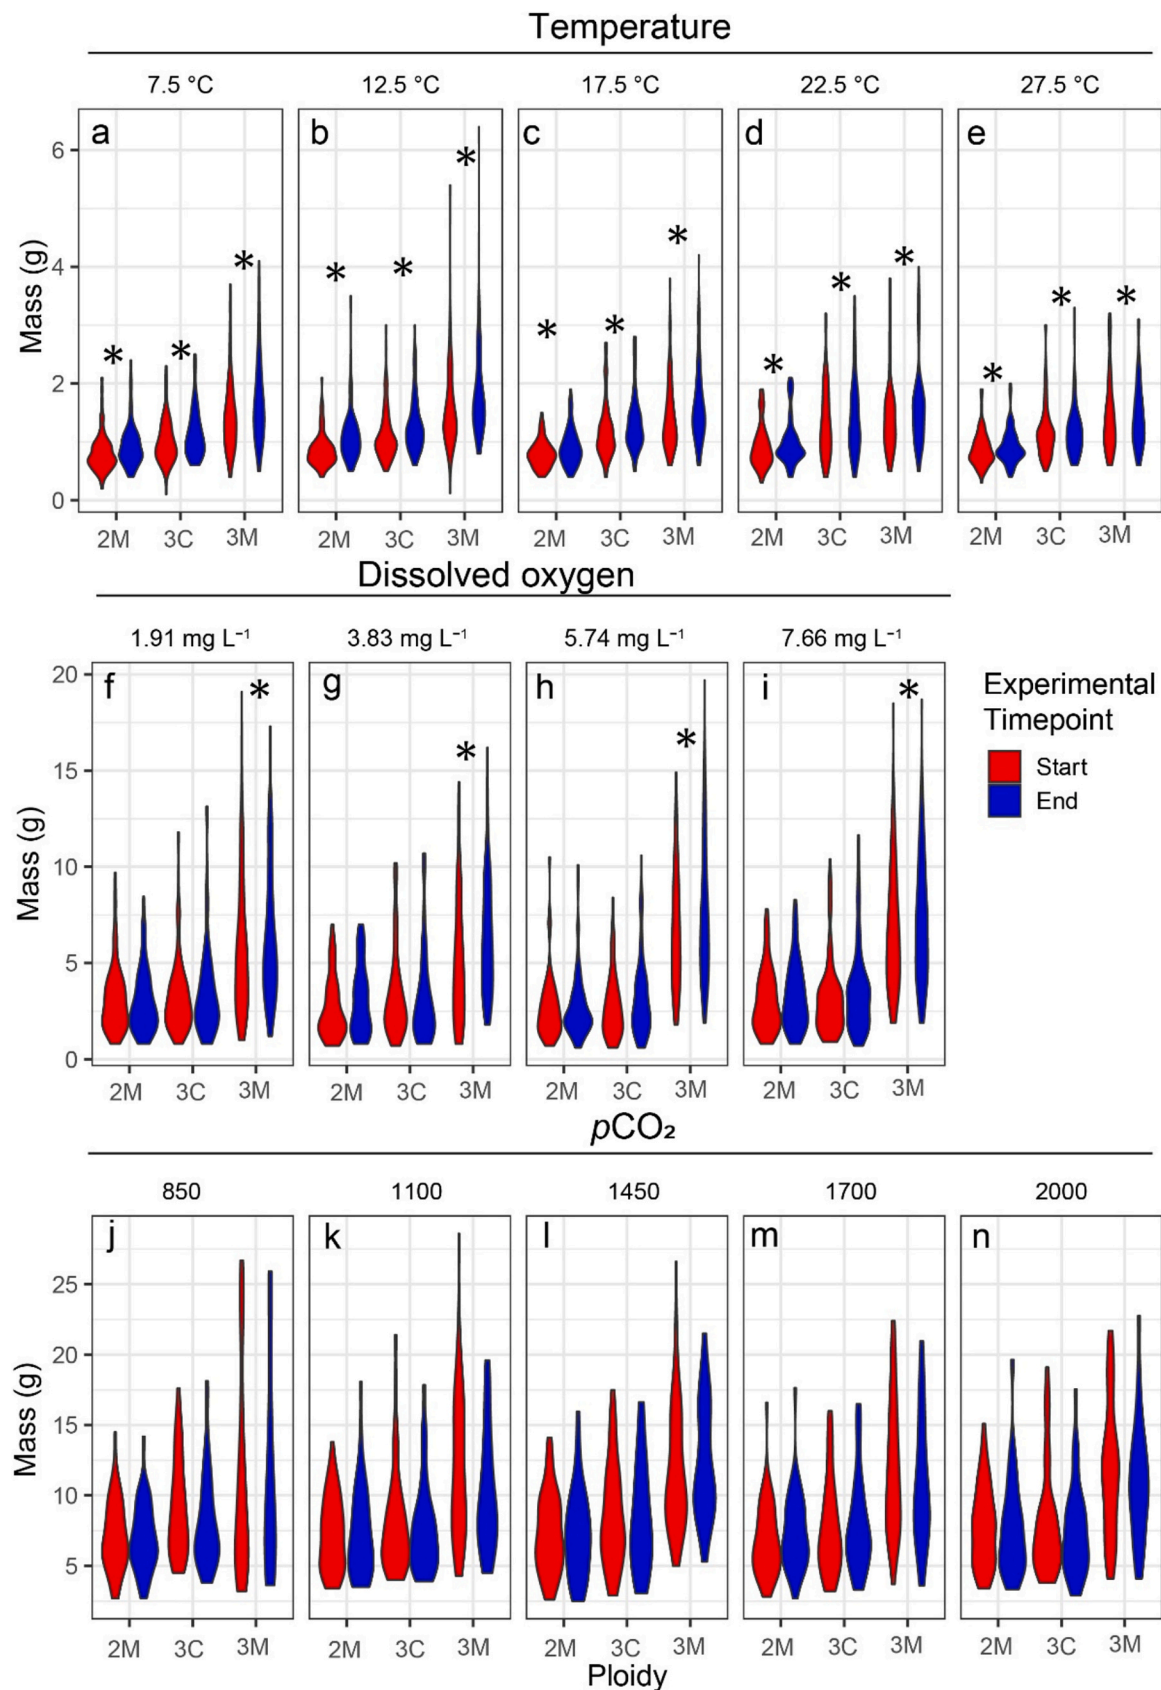 Temperature
7.5 °C 12.5 °C 17.5 °C 22.5 °C 27.5 °C
a b c d e
* * * * * * * * * * * * * * *
Mass (g)
6
4
2
0
2M 3C 3M 2M 3C 3M 2M 3C 3M 2M 3C 3M 2M 3C 3M
Dissolved oxygen
1.91 mg L⁻¹ 3.83 mg L⁻¹ 5.74 mg L⁻¹ 7.66 mg L⁻¹
f g h i
* * * *
Mass (g)
20
15
10
5
0
2M 3C 3M 2M 3C 3M 2M 3C 3M 2M 3C 3M
Experimental
Timepoint
Start
End
pCO₂
850 1100 1450 1700 2000
j k l m n
Mass (g)
25
20
15
10
5
2M 3C 3M 2M 3C 3M 2M 3C 3M 2M 3C 3M 2M 3C 3M
Ploidy